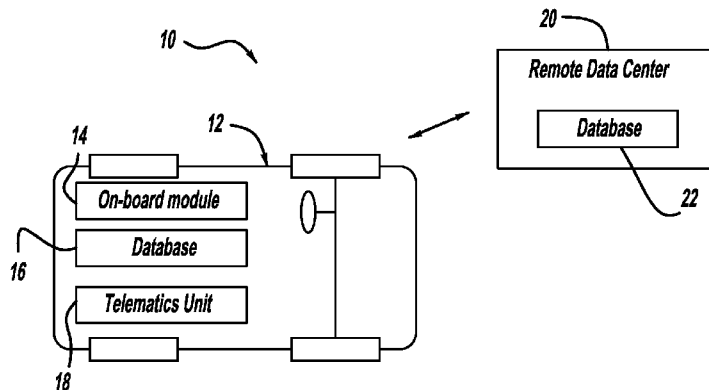 10
20
Remote Data Center
Database
22
12
14
On-board module
Database
16
Telematics Unit
18